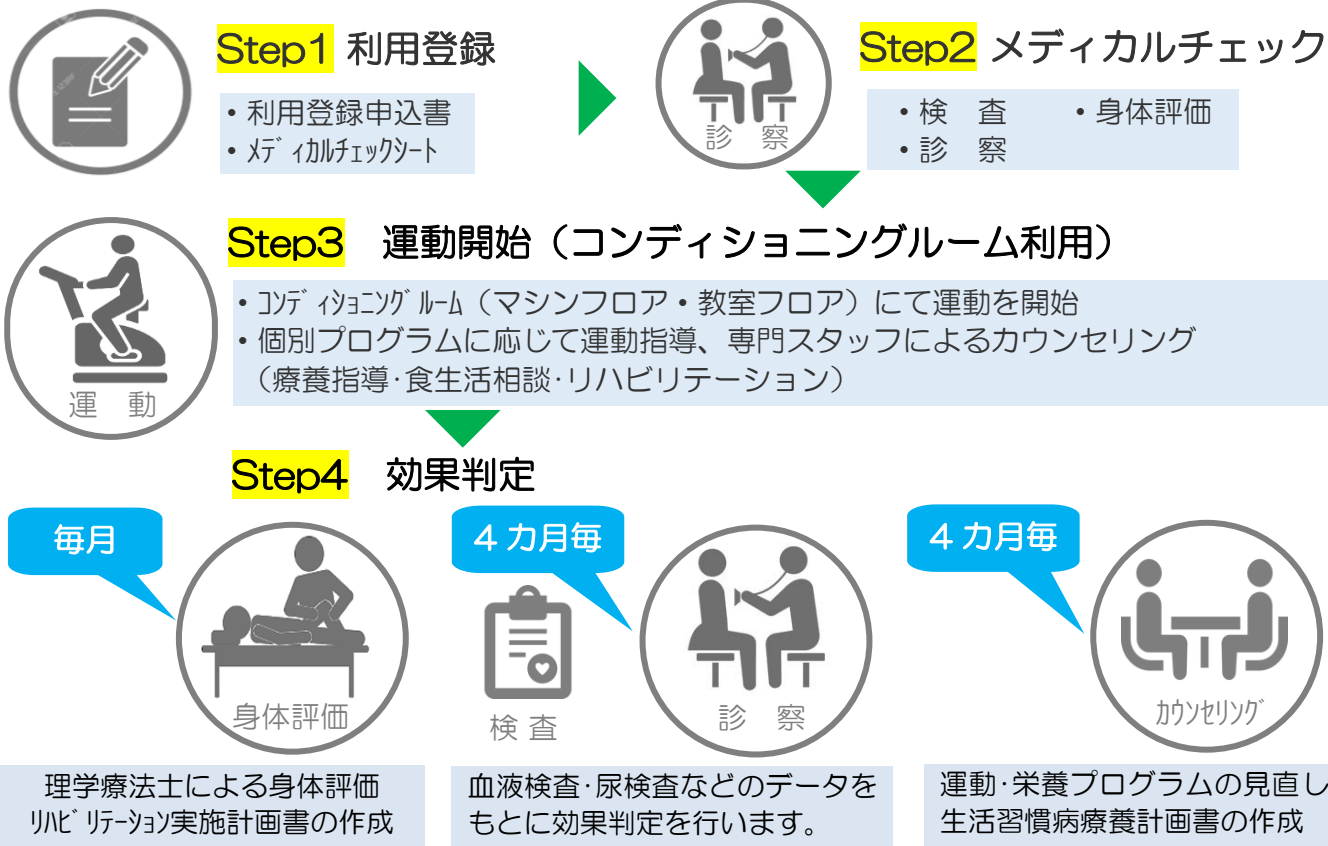 Step1 利用登録
・利用登録申込書
・ﾒﾃﾞｨｶﾙﾁｪｯｸｼｰﾄ
Step2 メディカルチェック
・検　査　　・身体評価
・診　察
診　察
Step3　運動開始（コンディショニングルーム利用）
・ｺﾝﾃﾞｨｼｮﾆﾝｸﾞﾙｰﾑ（マシンフロア・教室フロア）にて運動を開始
・個別プログラムに応じて運動指導、専門スタッフによるカウンセリング
（療養指導･食生活相談･リハビリテーション）
運　動
Step4　効果判定
毎月
身体評価
理学療法士による身体評価
ﾘﾊﾋﾞﾘﾃｰｼｮﾝ実施計画書の作成
４カ月毎
検 査
診　察
血液検査･尿検査などのデータを
もとに効果判定を行います。
４カ月毎
ｶｳﾝｾﾘﾝｸﾞ
運動･栄養プログラムの見直し
生活習慣病療養計画書の作成